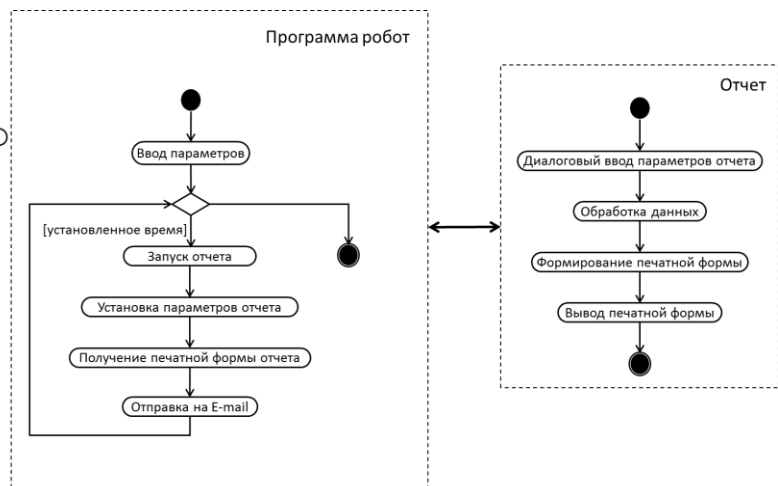 Программа робот
Ввод параметров
[установленное время]
Запуск отчета
Установка параметров отчета
Получение печатной формы отчета
Отправка на E-mail
Отчет
Диалоговый ввод параметров отчета
Обработка данных
Формирование печатной формы
Вывод печатной формы